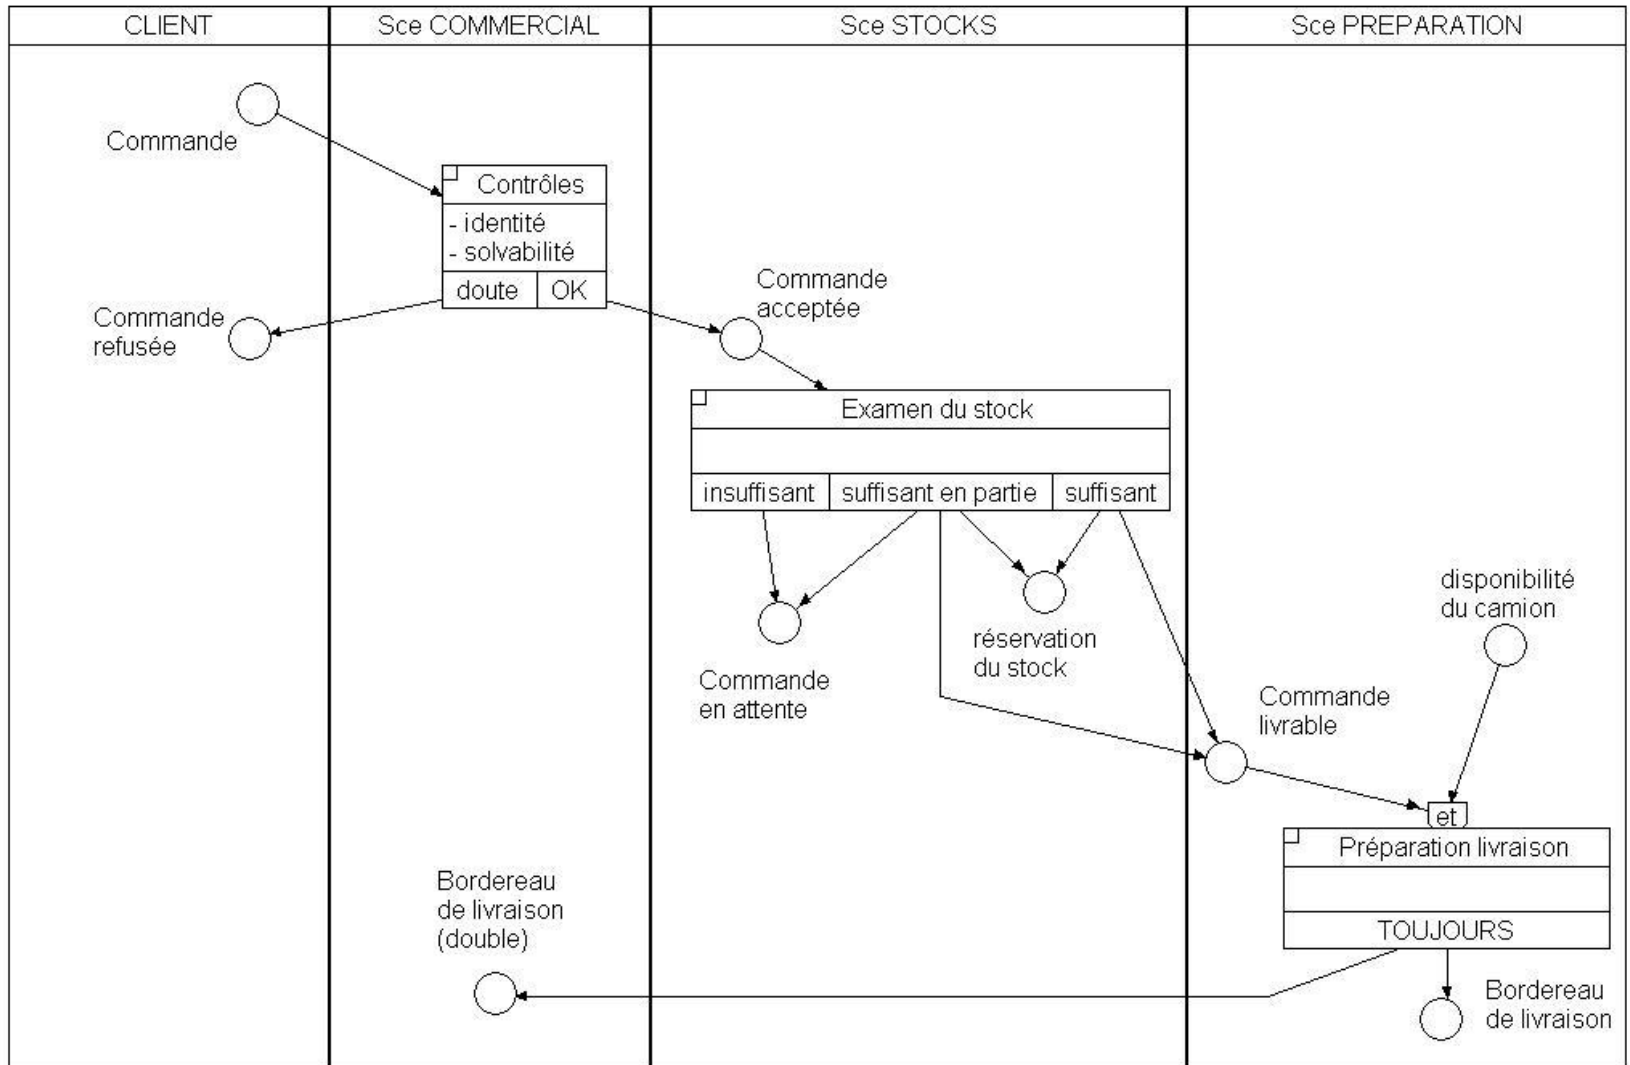 CLIENT
Sce COMMERCIAL
Sce STOCKS
Sce PREPARATION
Commande
Contrôles
- identité
- solvabilité
doute
OK
Commande
refusée
Commande
acceptée
Examen du stock
insuffisant
suffisant en partie
suffisant
disponibilité
du camion
réservation
du stock
Commande
en attente
Commande
livrable
et
Préparation livraison
TOUJOURS
Bordereau
de livraison
(double)
Bordereau
de livraison